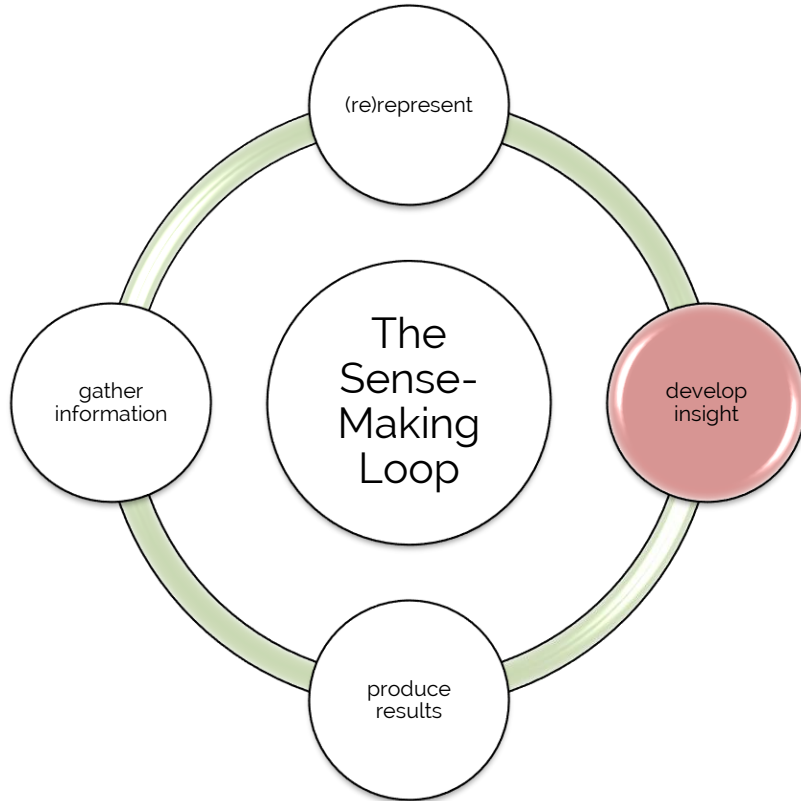 (re)represent
The
Sense-
Making
Loop
gather
information
develop
insight
produce
results